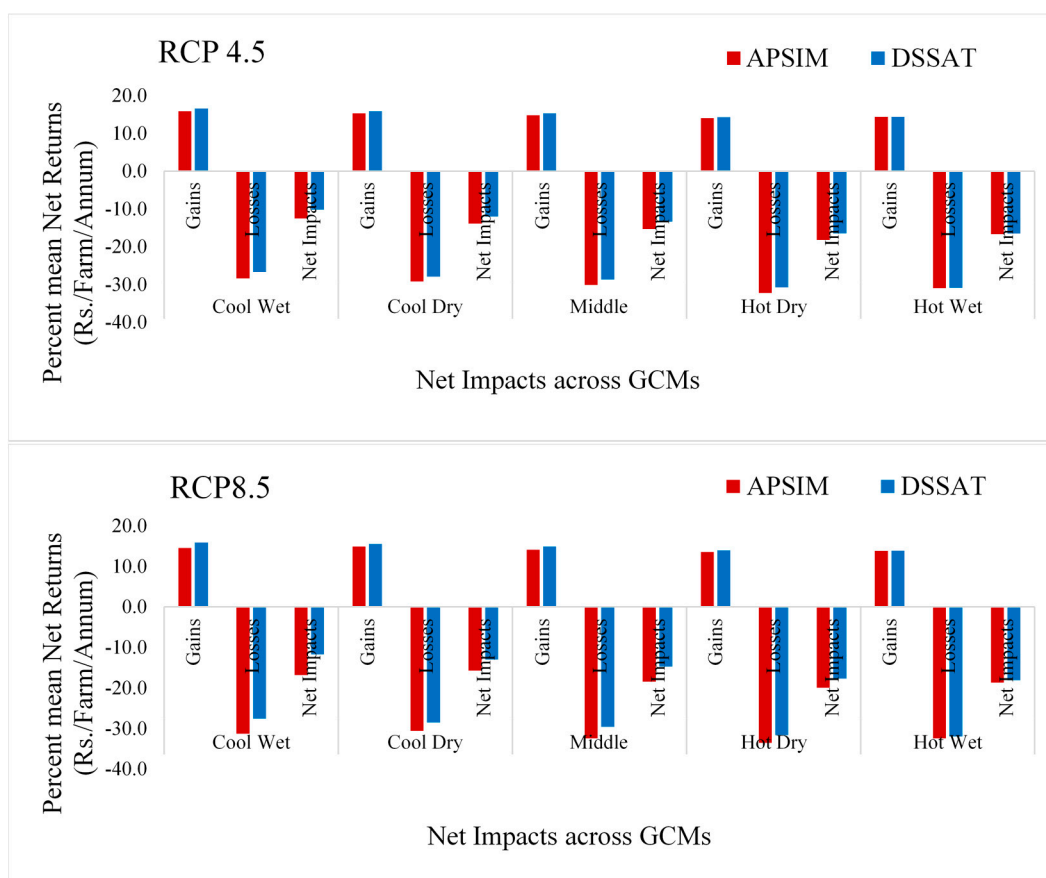 RCP 4.5
APSIM DSSAT
Percent mean Net Returns
(Rs./Farm/Annum)
20.0
10.0
0.0
-10.0
-20.0
-30.0
-40.0
Gains Losses Net Impacts Gains Losses Net Impacts Gains Losses Net Impacts Gains Losses Net Impacts Gains Losses Net Impacts
Cool Wet Cool Dry Middle Hot Dry Hot Wet
Net Impacts across GCMs
RCP8.5
APSIM DSSAT
Percent mean Net Returns
(Rs./Farm/Annum)
20.0
10.0
0.0
-10.0
-20.0
-30.0
-40.0
Gains Losses Net Impacts Gains Losses Net Impacts Gains Losses Net Impacts Gains Losses Net Impacts Gains Losses Net Impacts
Cool Wet Cool Dry Middle Hot Dry Hot Wet
Net Impacts across GCMs